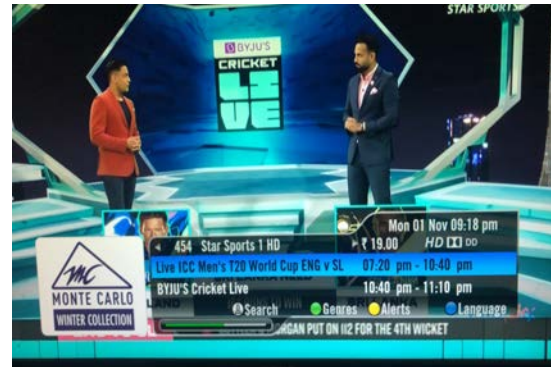 STAR SPORTS
BYJU'S
CRICKET
LIVE
Mon 01 Nov 09:18 pm
454 Star Sports 1 HD
₹ 19.00 HD DD
Live ICC Men's T20 World Cup ENG v SL 07:20 pm - 10:40 pm
BYJU'S Cricket Live 10:40 pm - 11:10 pm
Search Genres Alerts Language
MC
MONTE CARLO
WINTER COLLECTION
PUT ON 112 FOR THE 4TH WICKET